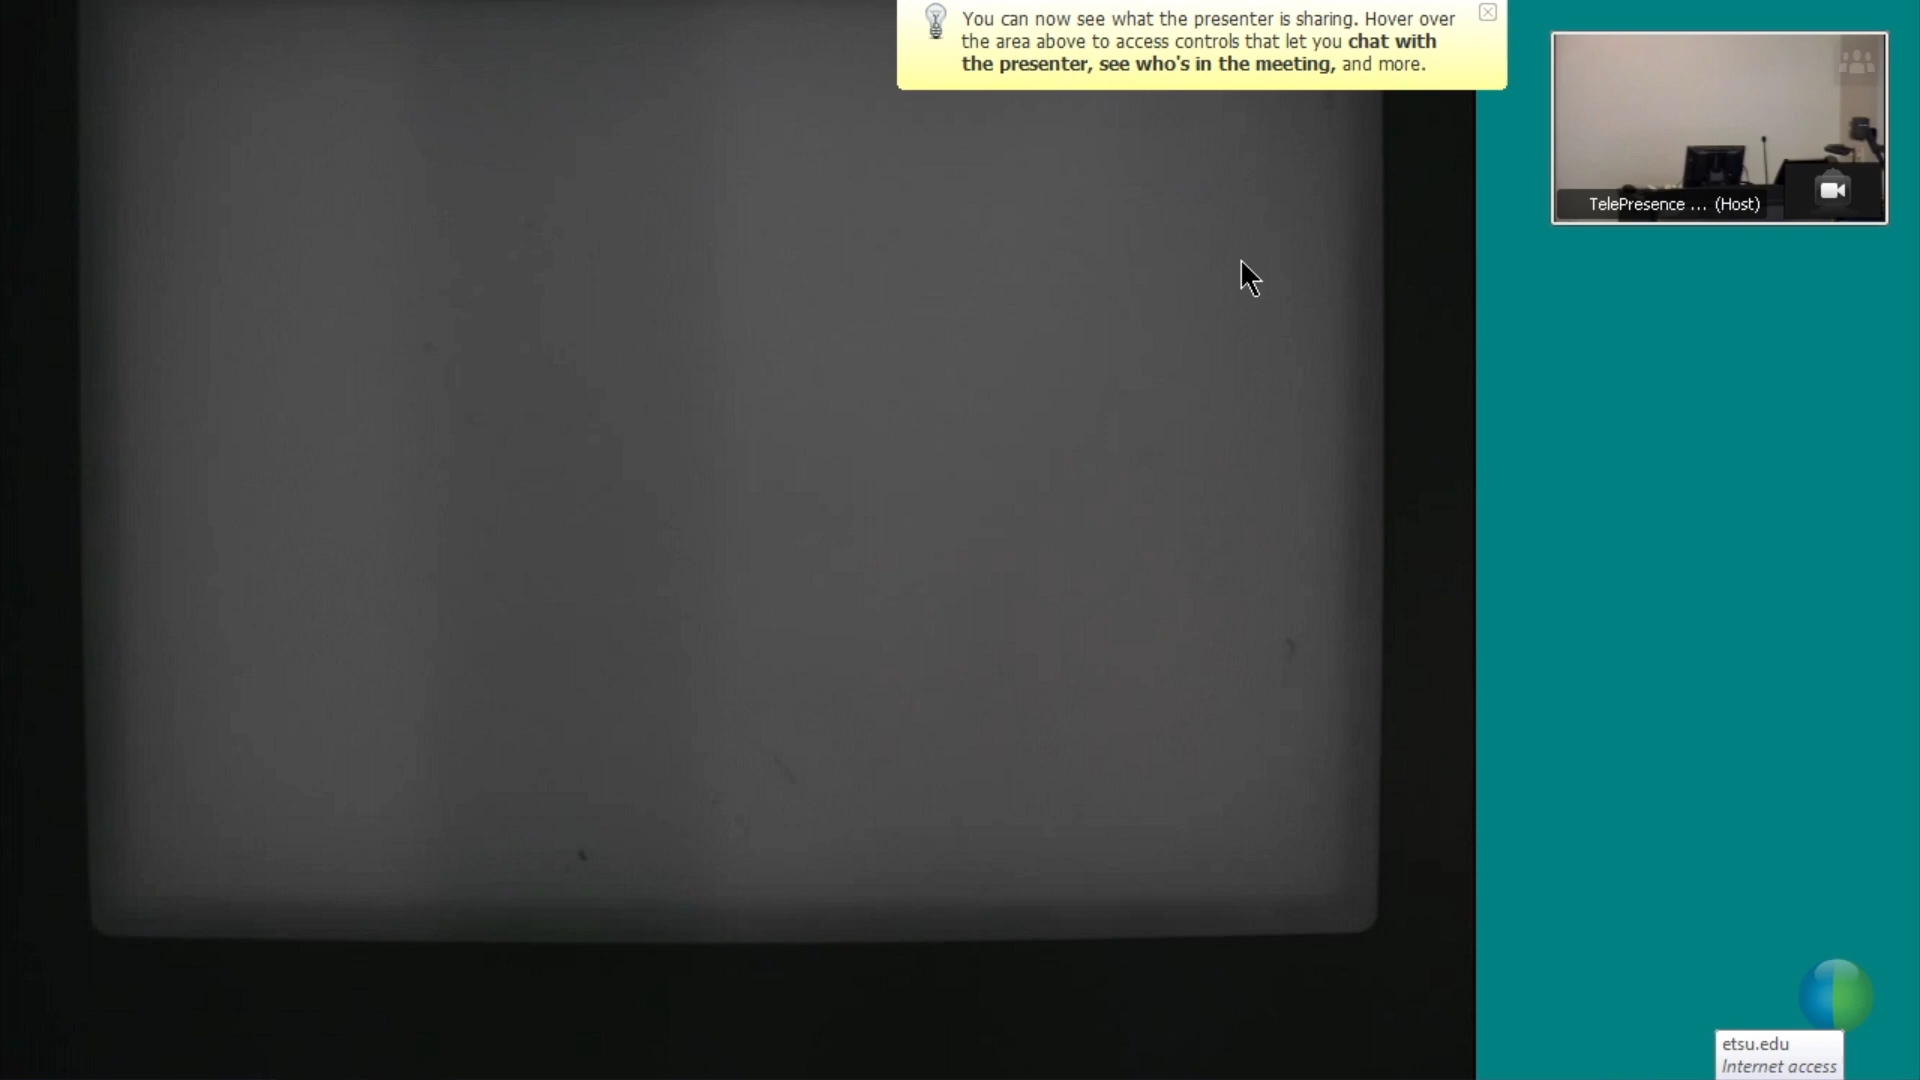 You can now see what the presenter is sharing. Hover over
the area above to access controls that let you chat with
the presenter, see who's in the meeting, and more.
TelePresence ... (Host)
etsu.edu
Internet access